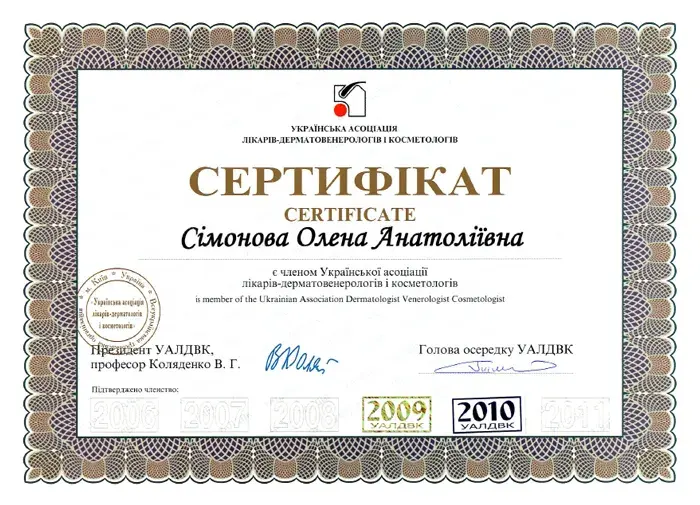 УКРАЇНСЬКА АСОЦІАЦІЯ
ЛІКАРІВ-ДЕРМАТОВЕНЕРОЛОГІВ І КОСМЕТОЛОГІВ
СЕРТИФІКАТ
CERTIFICATE
Сімонова Олена Анатоліївна
є членом Української асоціації
лікарів-дерматовенерологів і косметологів
is member of the Ukrainian Association Dermatologist Venerologist Cosmetologist
м. Київ * Україна *
Українська асоціація
лікарів-дерматологів
і косметологів
Президент УАЛДВК,
професор Коляденко В. Г.
Голова осередку УАЛДВК
Підтверджено членство:
2006 2007 2008 2009 2010 2011
УАЛДВК УАЛДВК